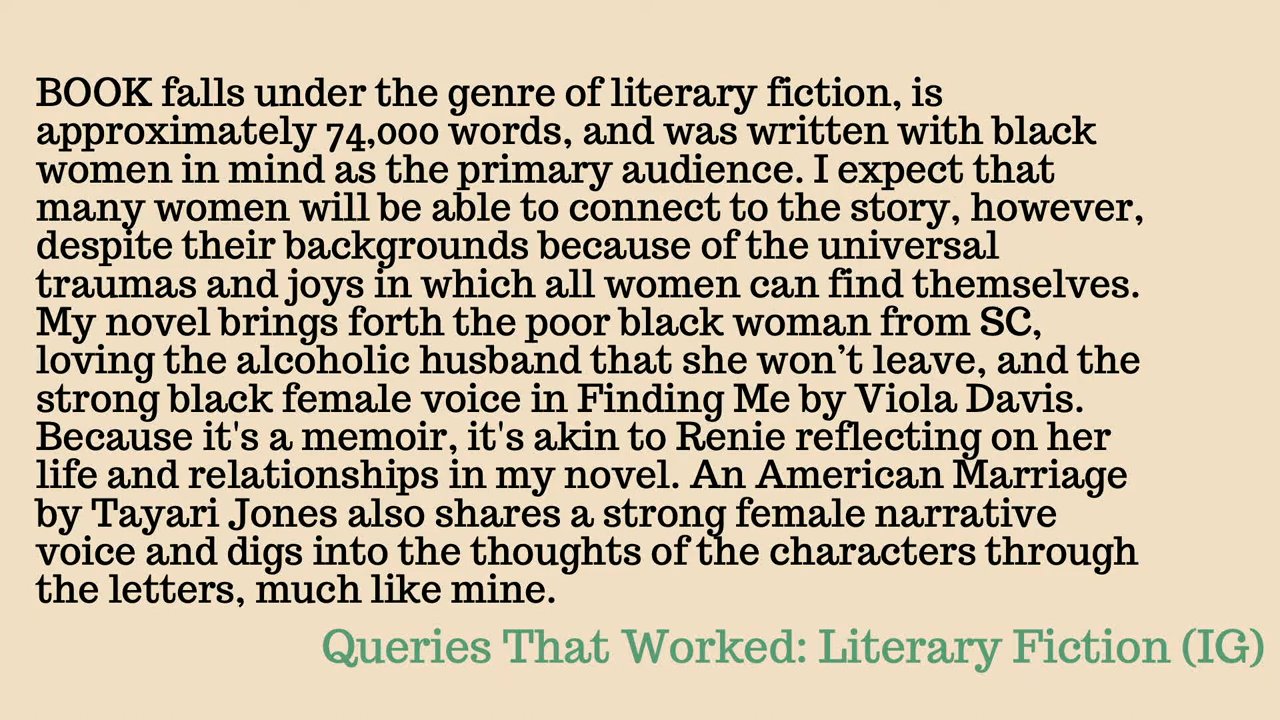 BOOK falls under the genre of literary fiction, is
approximately 74,000 words, and was written with black
women in mind as the primary audience. I expect that
many women will be able to connect to the story, however,
despite their backgrounds because of the universal
traumas and joys in which all women can find themselves.
My novel brings forth the poor black woman from SC,
loving the alcoholic husband that she won’t leave, and the
strong black female voice in Finding Me by Viola Davis.
Because it's a memoir, it's akin to Renie reflecting on her
life and relationships in my novel. An American Marriage
by Tayari Jones also shares a strong female narrative
voice and digs into the thoughts of the characters through
the letters, much like mine.
Queries That Worked: Literary Fiction (IG)